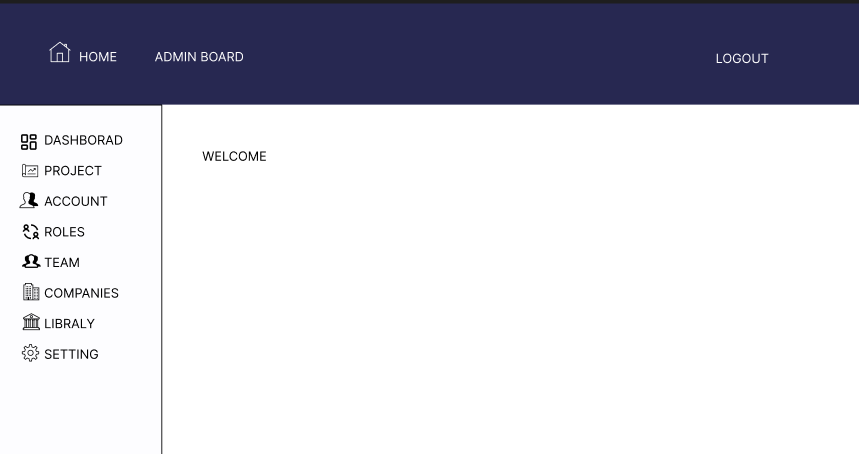 HOME ADMIN BOARD LOGOUT
DASHBORAD
WELCOME
PROJECT
ACCOUNT
ROLES
TEAM
COMPANIES
LIBRALY
SETTING